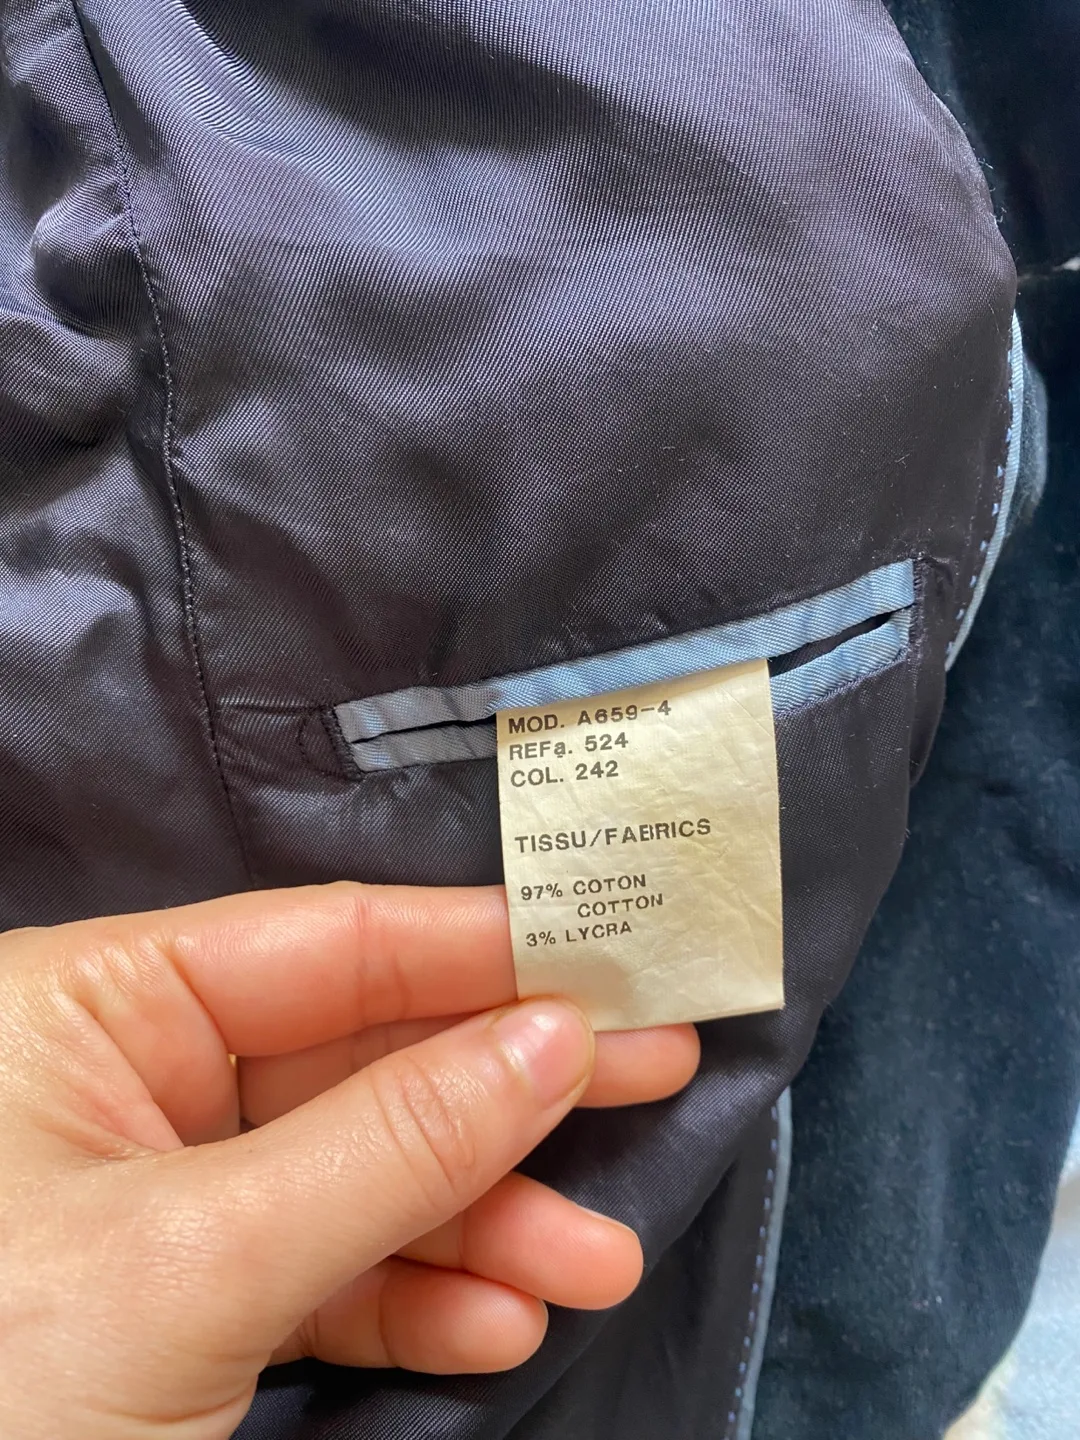 MOD. A659-4
REFa. 524
COL. 242
TISSU/FABRICS
97% COTON
COTTON
3% LYCRA